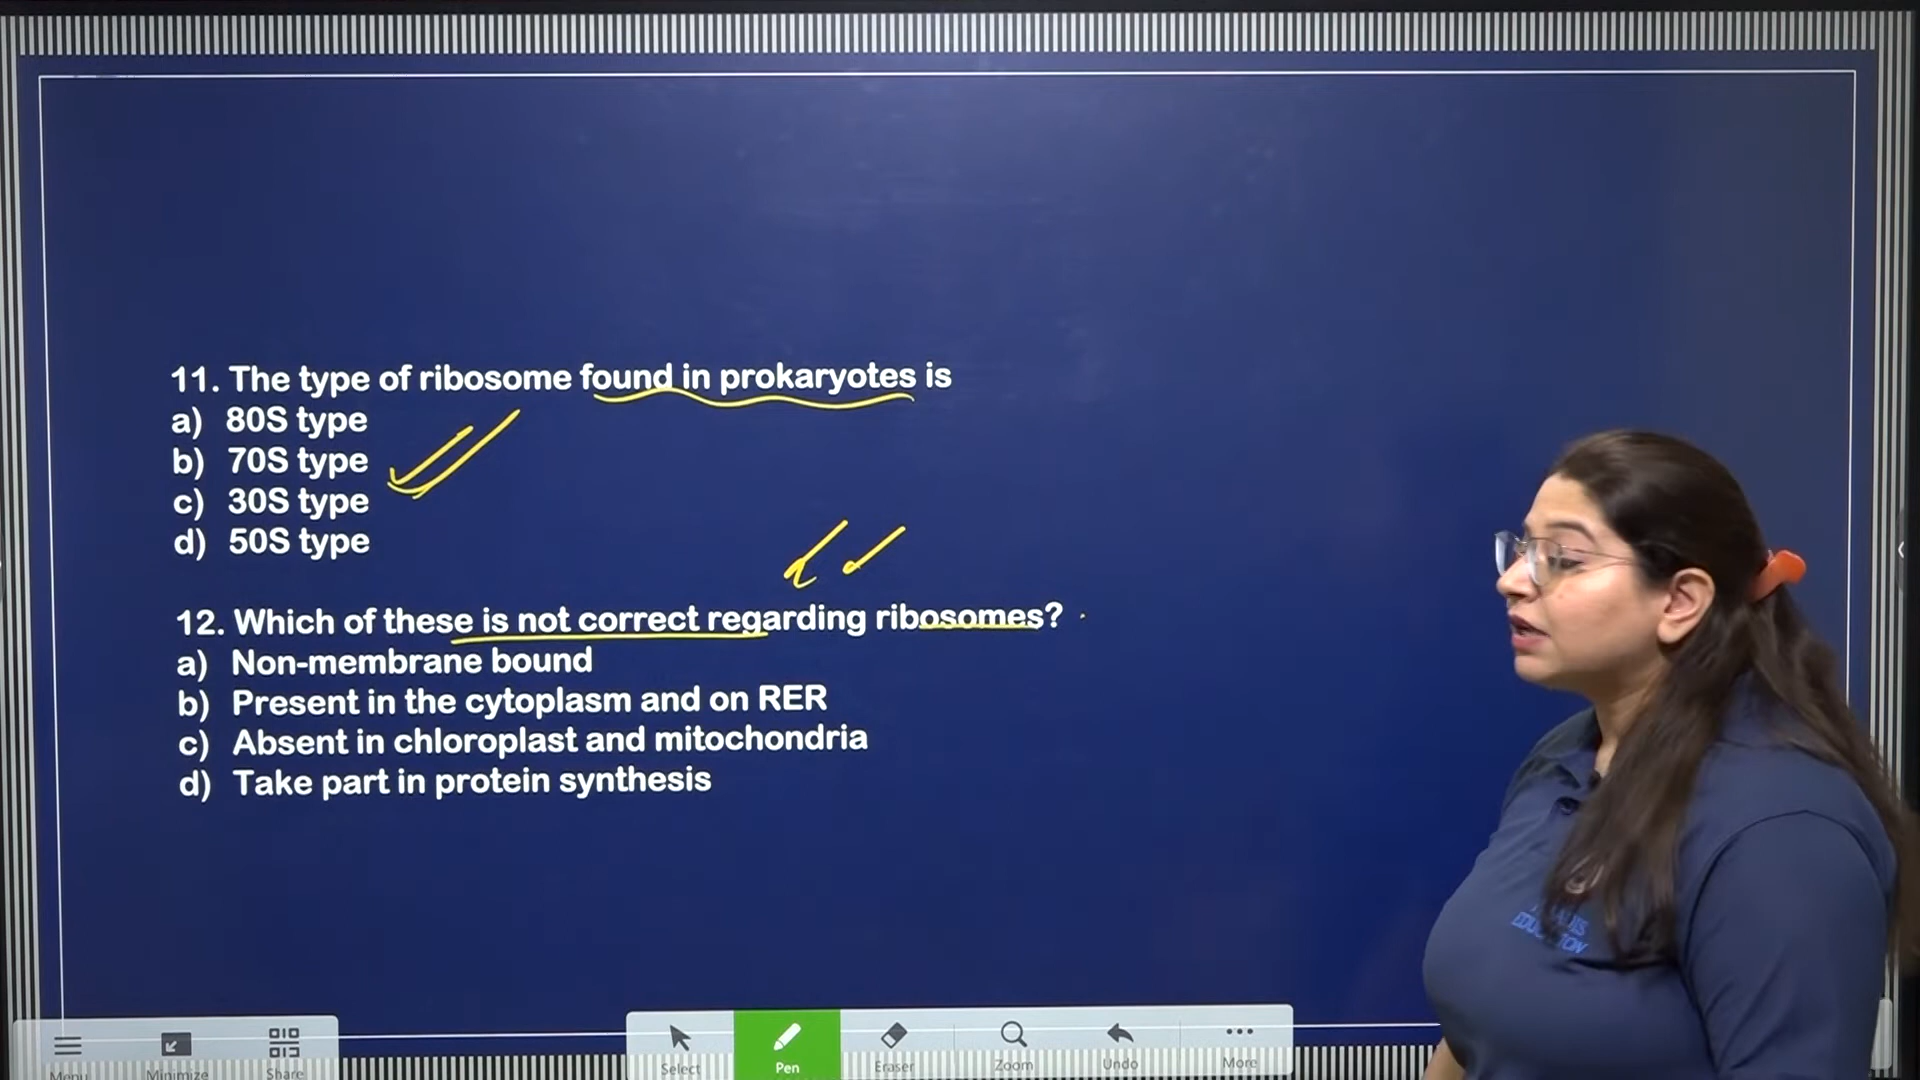 11. The type of ribosome found in prokaryotes is
a) 80S type
b) 70S type
c) 30S type
d) 50S type
12. Which of these is not correct regarding ribosomes?
a) Non-membrane bound
b) Present in the cytoplasm and on RER
c) Absent in chloroplast and mitochondria
d) Take part in protein synthesis
Menu Minimize Share Select Pen Eraser Zoom Undo More